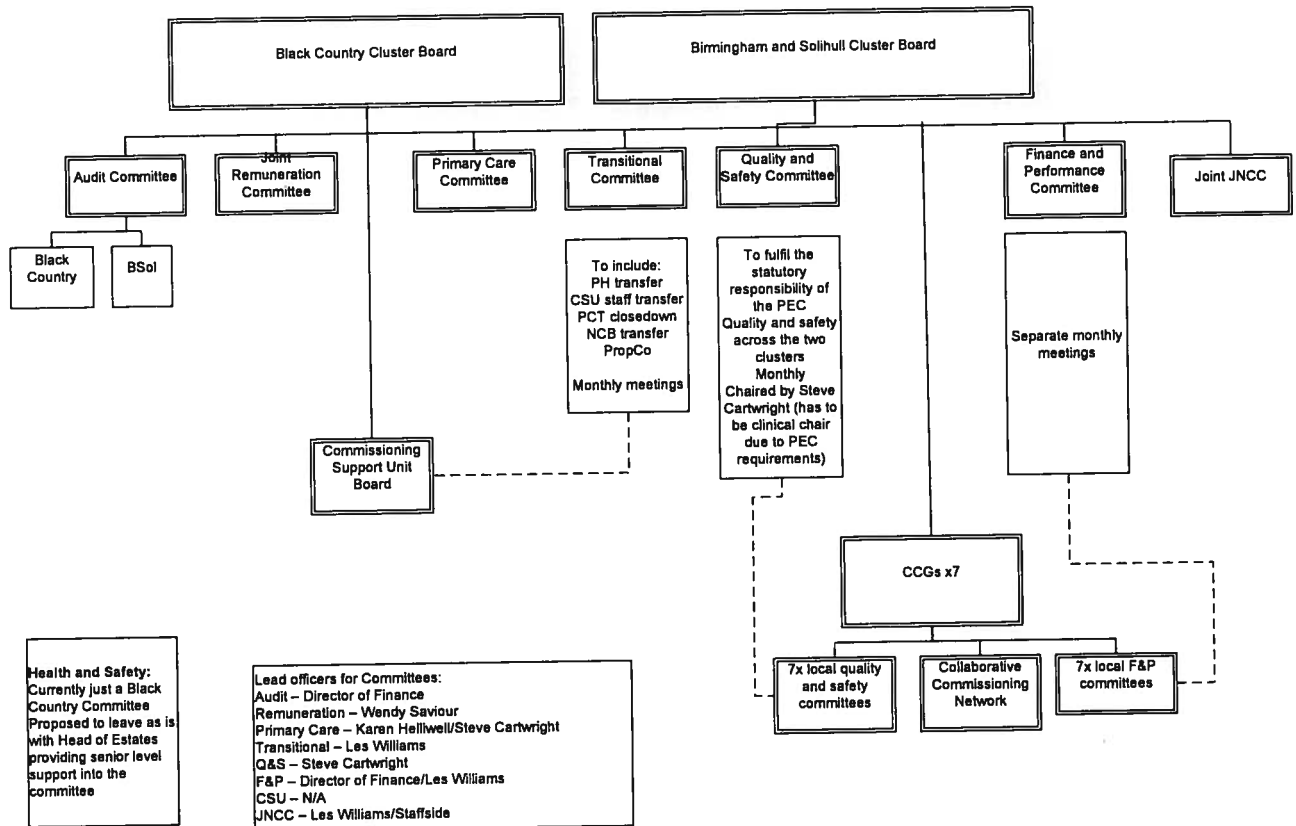 Black Country Cluster Board
Birmingham and Solihull Cluster Board
Audit Committee
Joint
Remuneration
Committee
Primary Care
Committee
Transitional
Committee
Quality and
Safety Committee
Finance and
Performance
Committee
Joint JNCC
Black
Country
BSol
To include:
PH transfer
CSU staff transfer
PCT closedown
NCB transfer
PropCo
Monthly meetings
To fulfil the
statutory
responsibility of
the PEC
Quality and safety
across the two
clusters
Monthly
Chaired by Steve
Cartwright (has to
be clinical chair
due to PEC
requirements)
Separate monthly
meetings
Commissioning
Support Unit
Board
CCGs x7
7x local quality
and safety
committees
Collaborative
Commissioning
Network
7x local F&P
committees
Health and Safety:
Currently just a Black
Country Committee
Proposed to leave as is
with Head of Estates
providing senior level
support into the
committee
Lead officers for Committees:
Audit – Director of Finance
Remuneration – Wendy Saviour
Primary Care – Karen Helliwell/Steve Cartwright
Transitional – Les Williams
Q&S – Steve Cartwright
F&P – Director of Finance/Les Williams
CSU – N/A
JNCC – Les Williams/Staffside